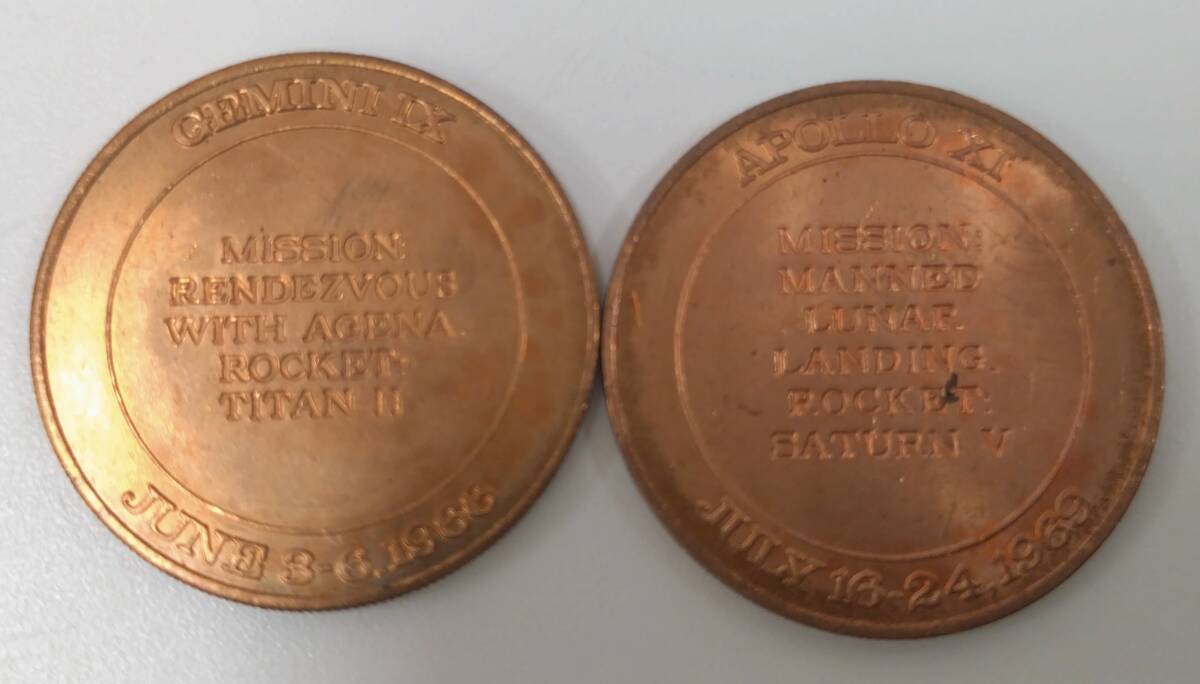 GEMINI IX
MISSION:
RENDEZVOUS
WITH AGENA.
ROCKET:
TITAN II
JUNE 3-6, 1966
APOLLO XI
MISSION:
MANNED
LUNAR
LANDING.
ROCKET:
SATURN V
JULY 16-24, 1969